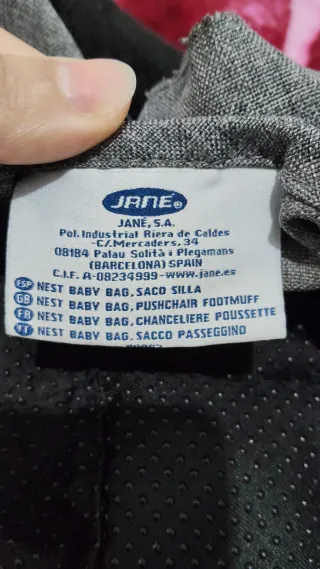 JANÉ®
JANÉ, S.A.
Pol. Industrial Riera de Caldes
-C/.Mercaders, 34
08184 Palau Solità i Plegamans
(BARCELONA) SPAIN
C.I.F. A-08234999-www.jane.es
ESP NEST BABY BAG, SACO SILLA
GB NEST BABY BAG, PUSHCHAIR FOOTMUFF
FR NEST BABY BAG, CHANCELIERE POUSSETTE
NEST BABY BAG, SACCO PASSEGGINO